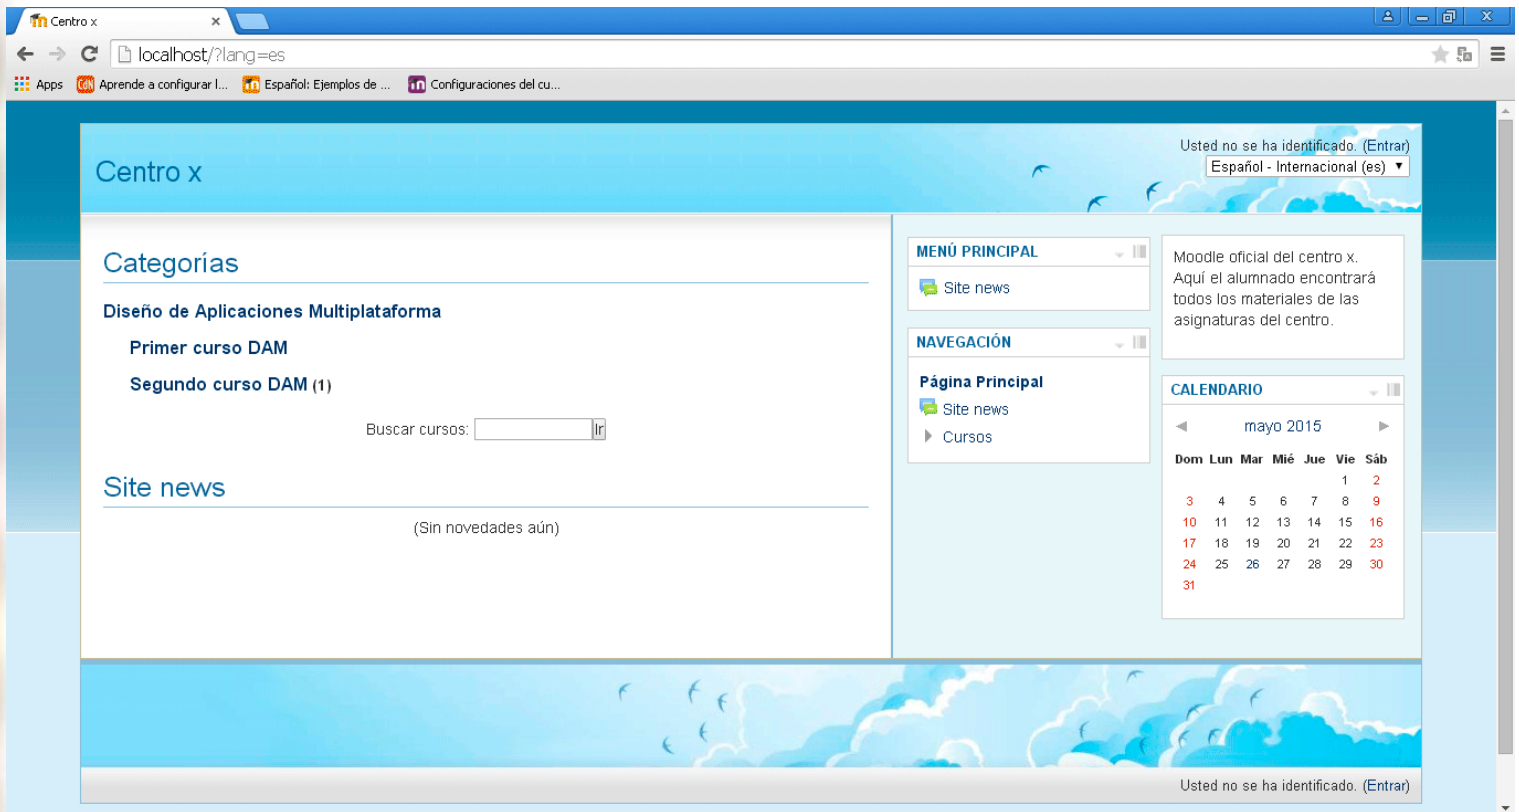 Centro x
localhost/?lang=es
Apps Aprende a configurar l... Español: Ejemplos de ... Configuraciones del cu...
Usted no se ha identificado. (Entrar)
Español - Internacional (es)
Centro x
Categorías
Diseño de Aplicaciones Multiplataforma
Primer curso DAM
Segundo curso DAM (1)
Buscar cursos: Ir
Site news
(Sin novedades aún)
MENÚ PRINCIPAL
Site news
NAVEGACIÓN
Página Principal
Site news
Cursos
Moodle oficial del centro x.
Aquí el alumnado encontrará
todos los materiales de las
asignaturas del centro.
CALENDARIO
mayo 2015
Dom Lun Mar Mié Jue Vie Sáb
1 2
3 4 5 6 7 8 9
10 11 12 13 14 15 16
17 18 19 20 21 22 23
24 25 26 27 28 29 30
31
Usted no se ha identificado. (Entrar)